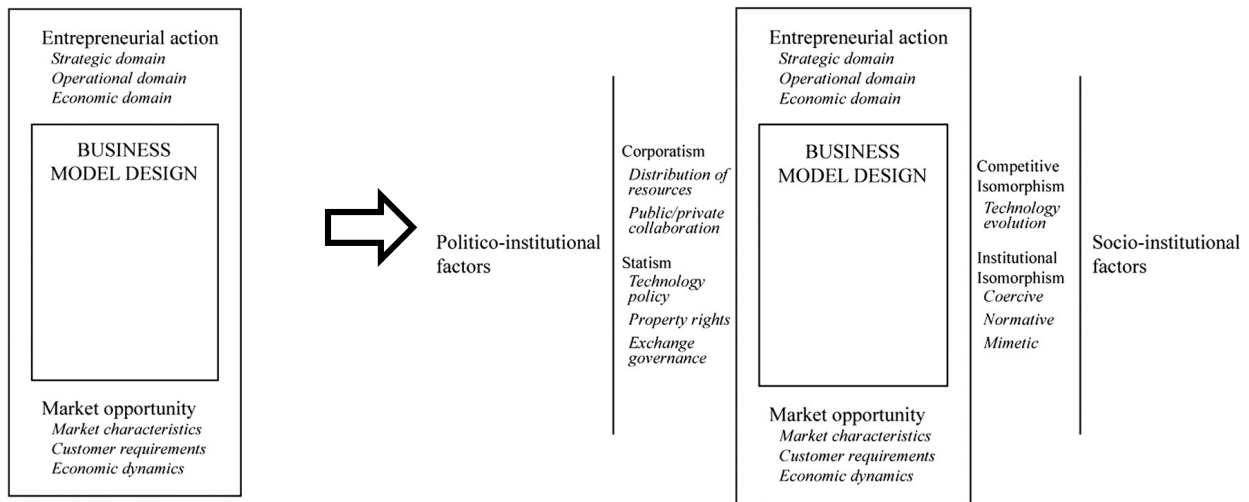 Entrepreneurial action
Strategic domain
Operational domain
Economic domain
BUSINESS
MODEL DESIGN
Market opportunity
Market characteristics
Customer requirements
Economic dynamics
Politico-institutional
factors
Corporatism
Distribution of
resources
Public/private
collaboration
Statism
Technology
policy
Property rights
Exchange
governance
Entrepreneurial action
Strategic domain
Operational domain
Economic domain
BUSINESS
MODEL DESIGN
Market opportunity
Market characteristics
Customer requirements
Economic dynamics
Competitive
Isomorphism
Technology
evolution
Institutional
Isomorphism
Coercive
Normative
Mimetic
Socio-institutional
factors